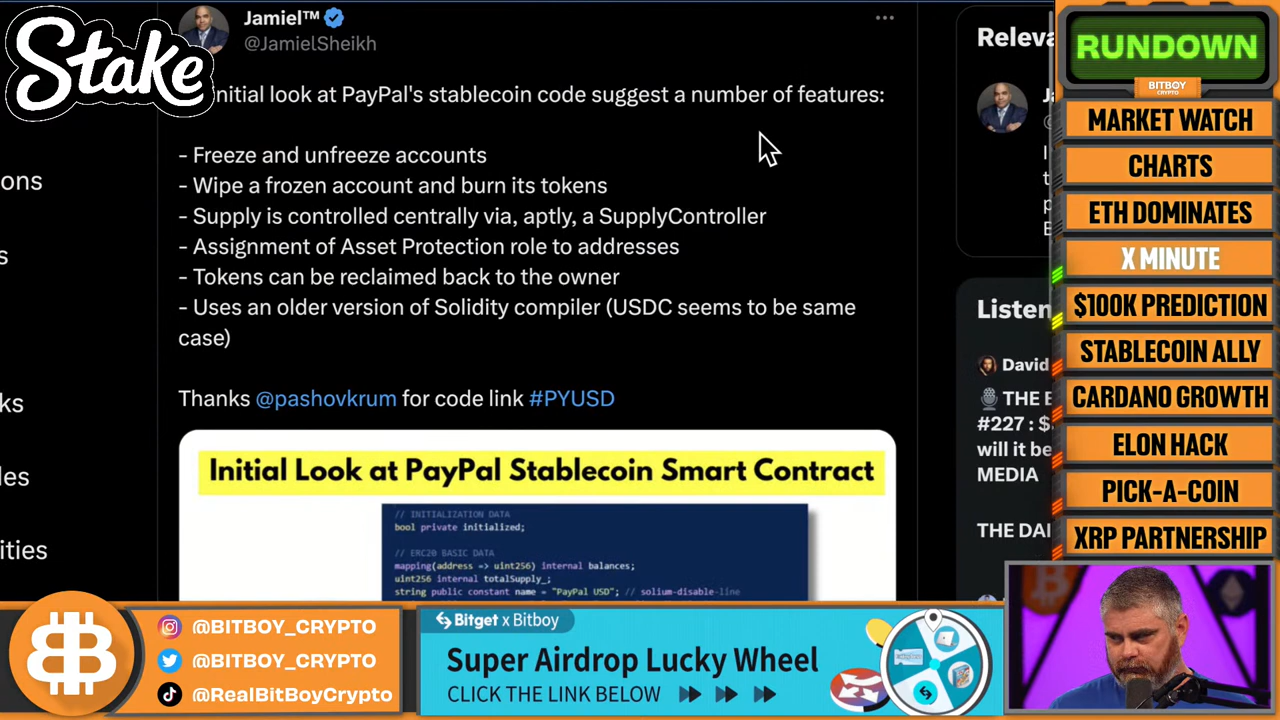 Stake
Jamiel™
@JamielSheikh
nitial look at PayPal's stablecoin code suggest a number of features:
- Freeze and unfreeze accounts
- Wipe a frozen account and burn its tokens
- Supply is controlled centrally via, aptly, a SupplyController
- Assignment of Asset Protection role to addresses
- Tokens can be reclaimed back to the owner
- Uses an older version of Solidity compiler (USDC seems to be same
case)
Thanks @pashovkrum for code link #PYUSD
Initial Look at PayPal Stablecoin Smart Contract
// INITIALIZATION DATA
bool private initialized;
// ERC20 BASIC DATA
mapping(address => uint256) internal balances;
uint256 internal totalSupply_;
string public constant name = "PayPal USD"; // solium-disable-line
ons
s
ks
les
ities
Releva
Listen
David
THE
#227 : $
will it be
MEDIA
THE DA
RUNDOWN
BITBOY
CRYPTO
MARKET WATCH
CHARTS
ETH DOMINATES
X MINUTE
$100K PREDICTION
STABLECOIN ALLY
CARDANO GROWTH
ELON HACK
PICK-A-COIN
XRP PARTNERSHIP
@BITBOY_CRYPTO
@BITBOY_CRYPTO
@RealBitBoyCrypto
Bitget x Bitboy
Super Airdrop Lucky Wheel
CLICK THE LINK BELOW